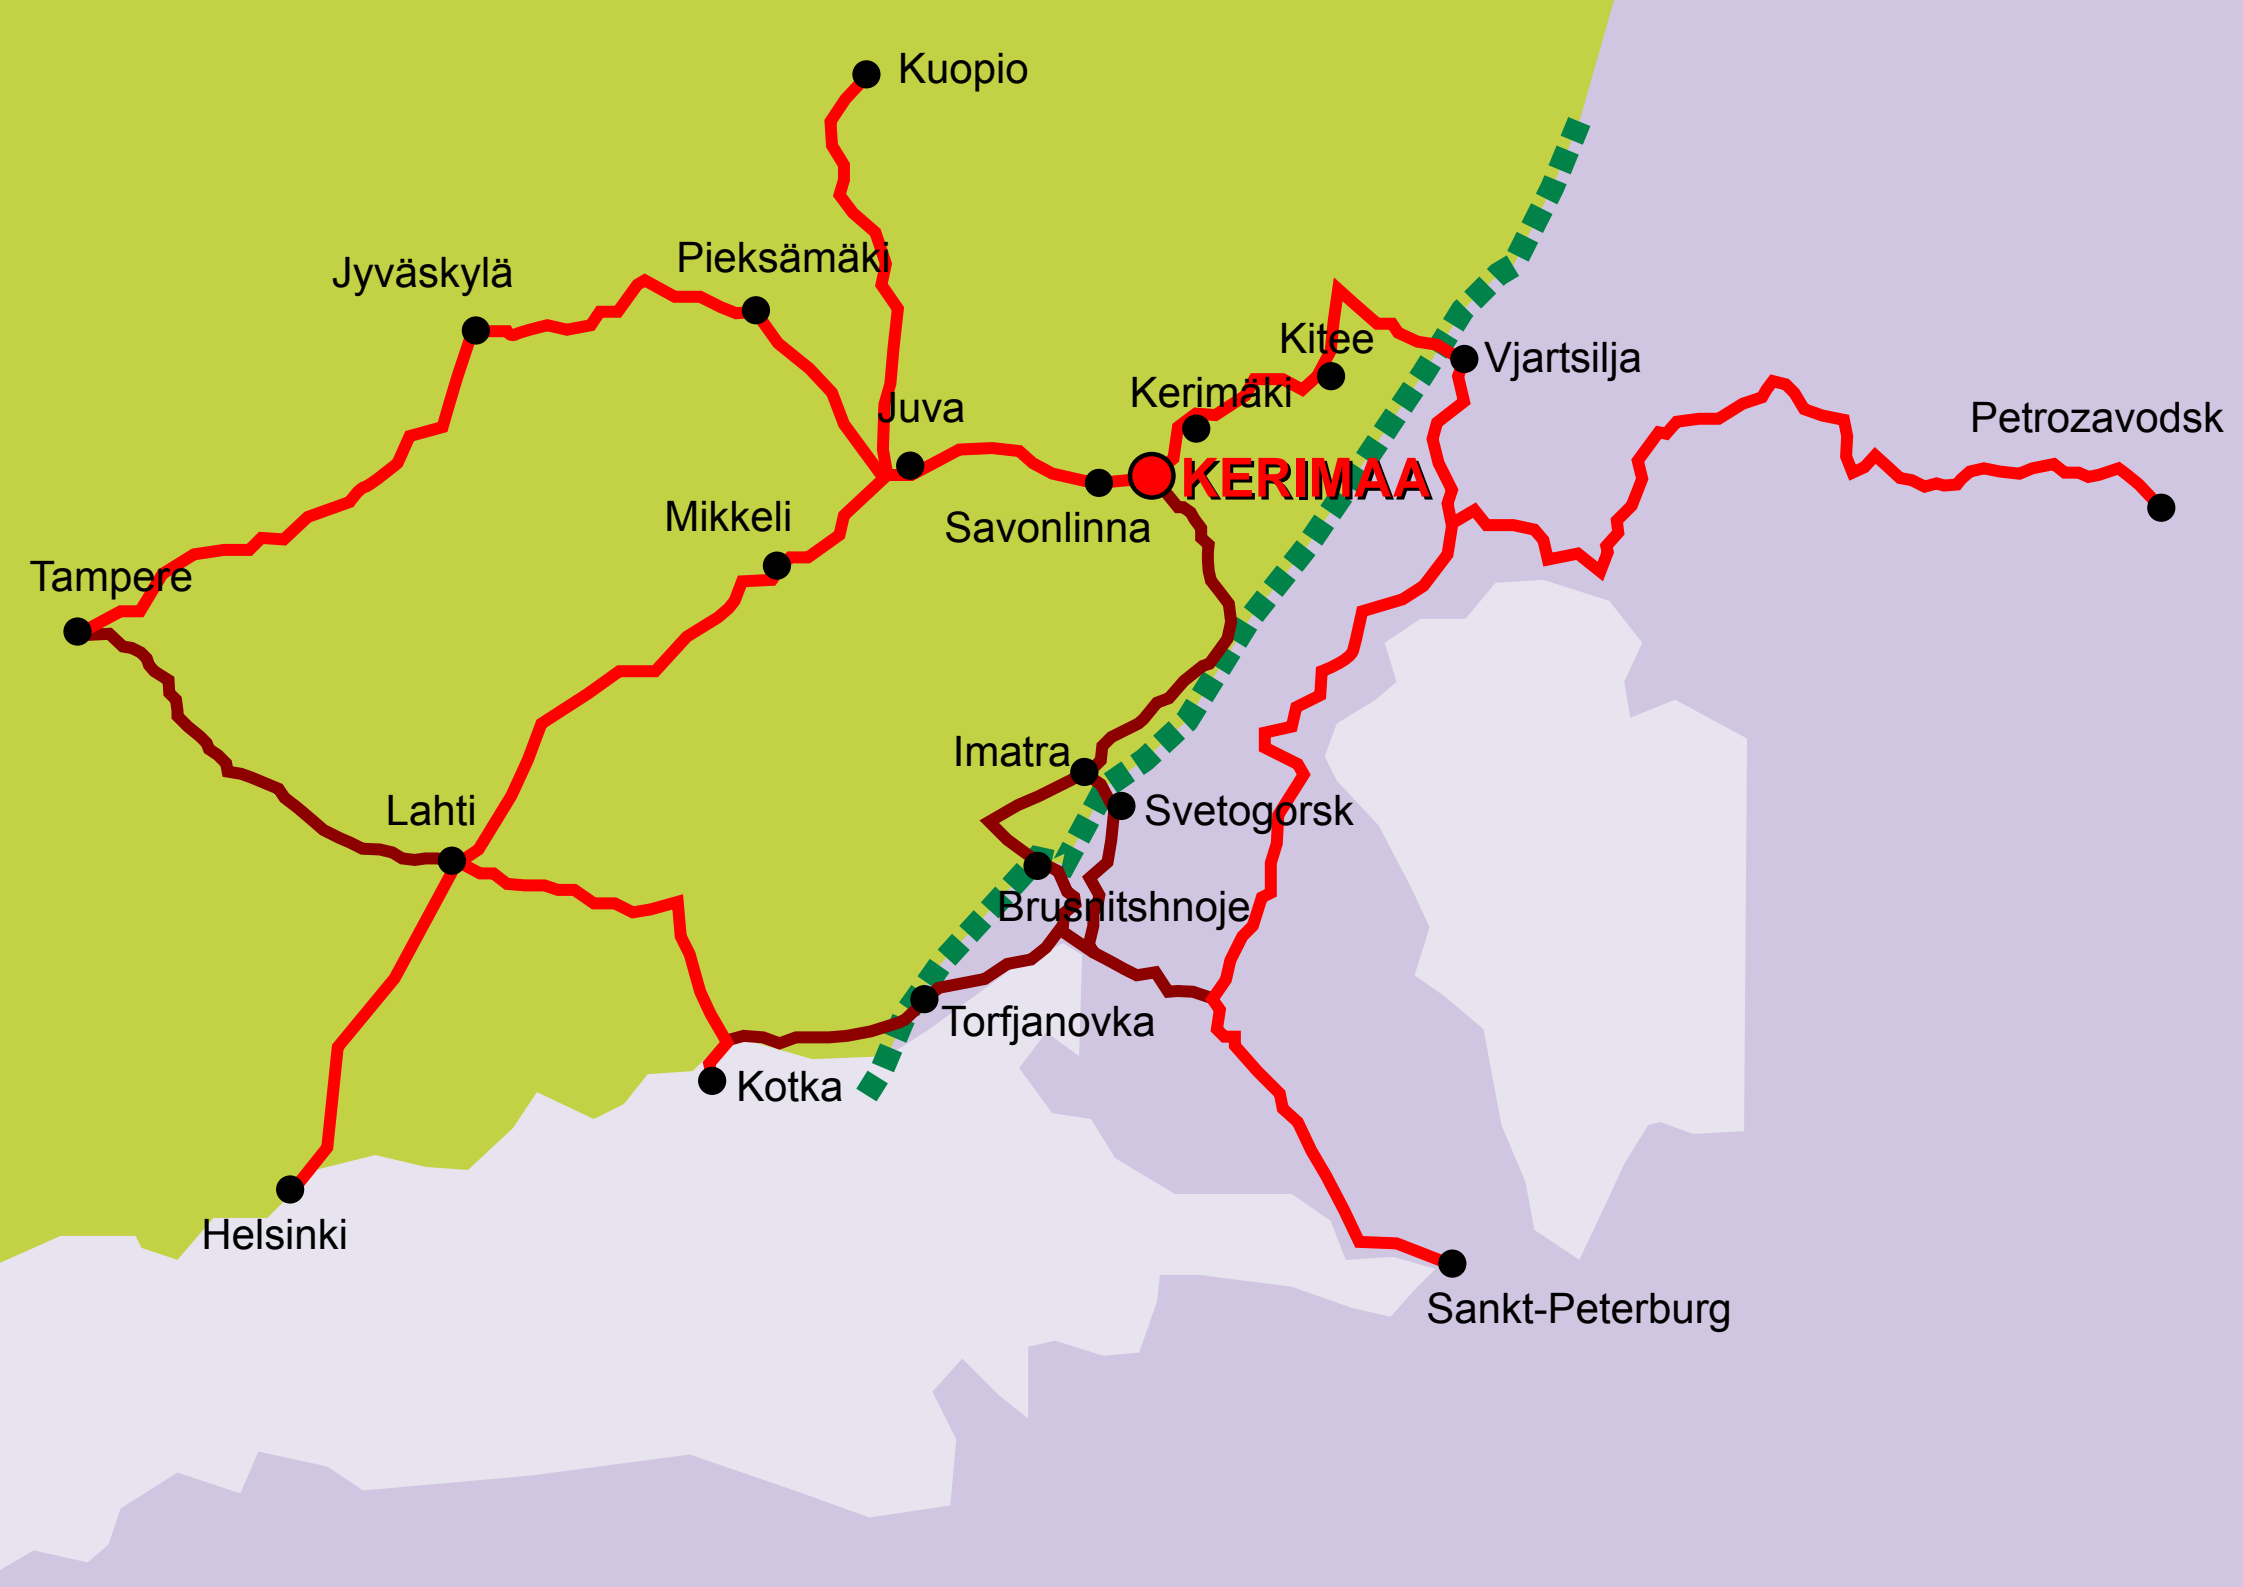 Kuopio
Pieksämäki
Jyväskylä
Kitee
Vjartsilja
Kerimäki
Juva
Petrozavodsk
KERIMAA
Mikkeli
Savonlinna
Tampere
Imatra
Lahti
Svetogorsk
Brusnitshnoje
Torfjanovka
Kotka
Helsinki
Sankt-Peterburg